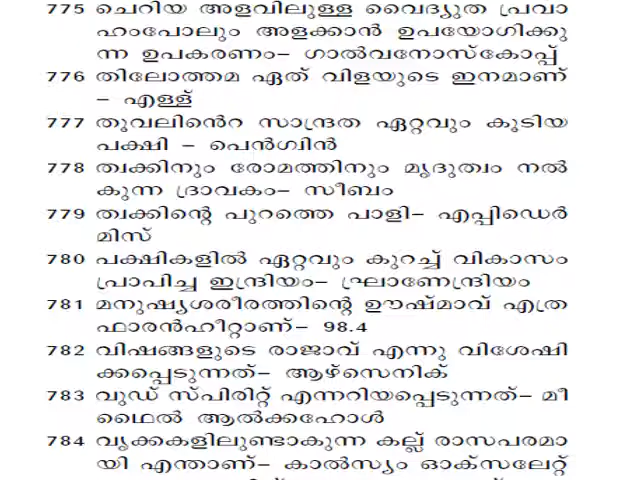 775 ചെറിയ അളവിലുള്ള വൈദ്യുത പ്രവാ
ഹംപോലും അളക്കാൻ ഉപയോഗിക്കു
ന്ന ഉപകരണം– ഗാൽവനോസ്കോപ്പ്
776 തിലോത്തമ ഏത് വിളയുടെ ഇനമാണ്
– എള്ള്
777 തൂവലിൻെറ സാന്ദ്രത ഏറ്റവും കൂടിയ
പക്ഷി – പെൻഗ്വിൻ
778 ത്വക്കിനും രോമത്തിനും മൃദുത്വം നൽ
കുന്ന ദ്രാവകം– സീബം
779 ത്വക്കിന്റെ പുറത്തെ പാളി– എപ്പിഡെർ
മിസ്
780 പക്ഷികളിൽ ഏറ്റവും കുറച്ച് വികാസം
പ്രാപിച്ച ഇന്ദ്രിയം– ഘ്രാണേന്ദ്രിയം
781 മനുഷ്യശരീരത്തിന്റെ ഊഷ്മാവ് എത്ര
ഫാരൻഹീറ്റാണ്– 98.4
782 വിഷങ്ങളുടെ രാജാവ് എന്നു വിശേഷി
ക്കപ്പെടുന്നത്– ആഴ്സെനിക്
783 വുഡ് സ്പിരിറ്റ് എന്നറിയപ്പെടുന്നത്– മീ
ഥൈൽ ആൽക്കഹോൾ
784 വൃക്കകളിലുണ്ടാകുന്ന കല്ല് രാസപരമാ
യി എന്താണ്– കാൽസ്യം ഓക്സലേറ്റ്